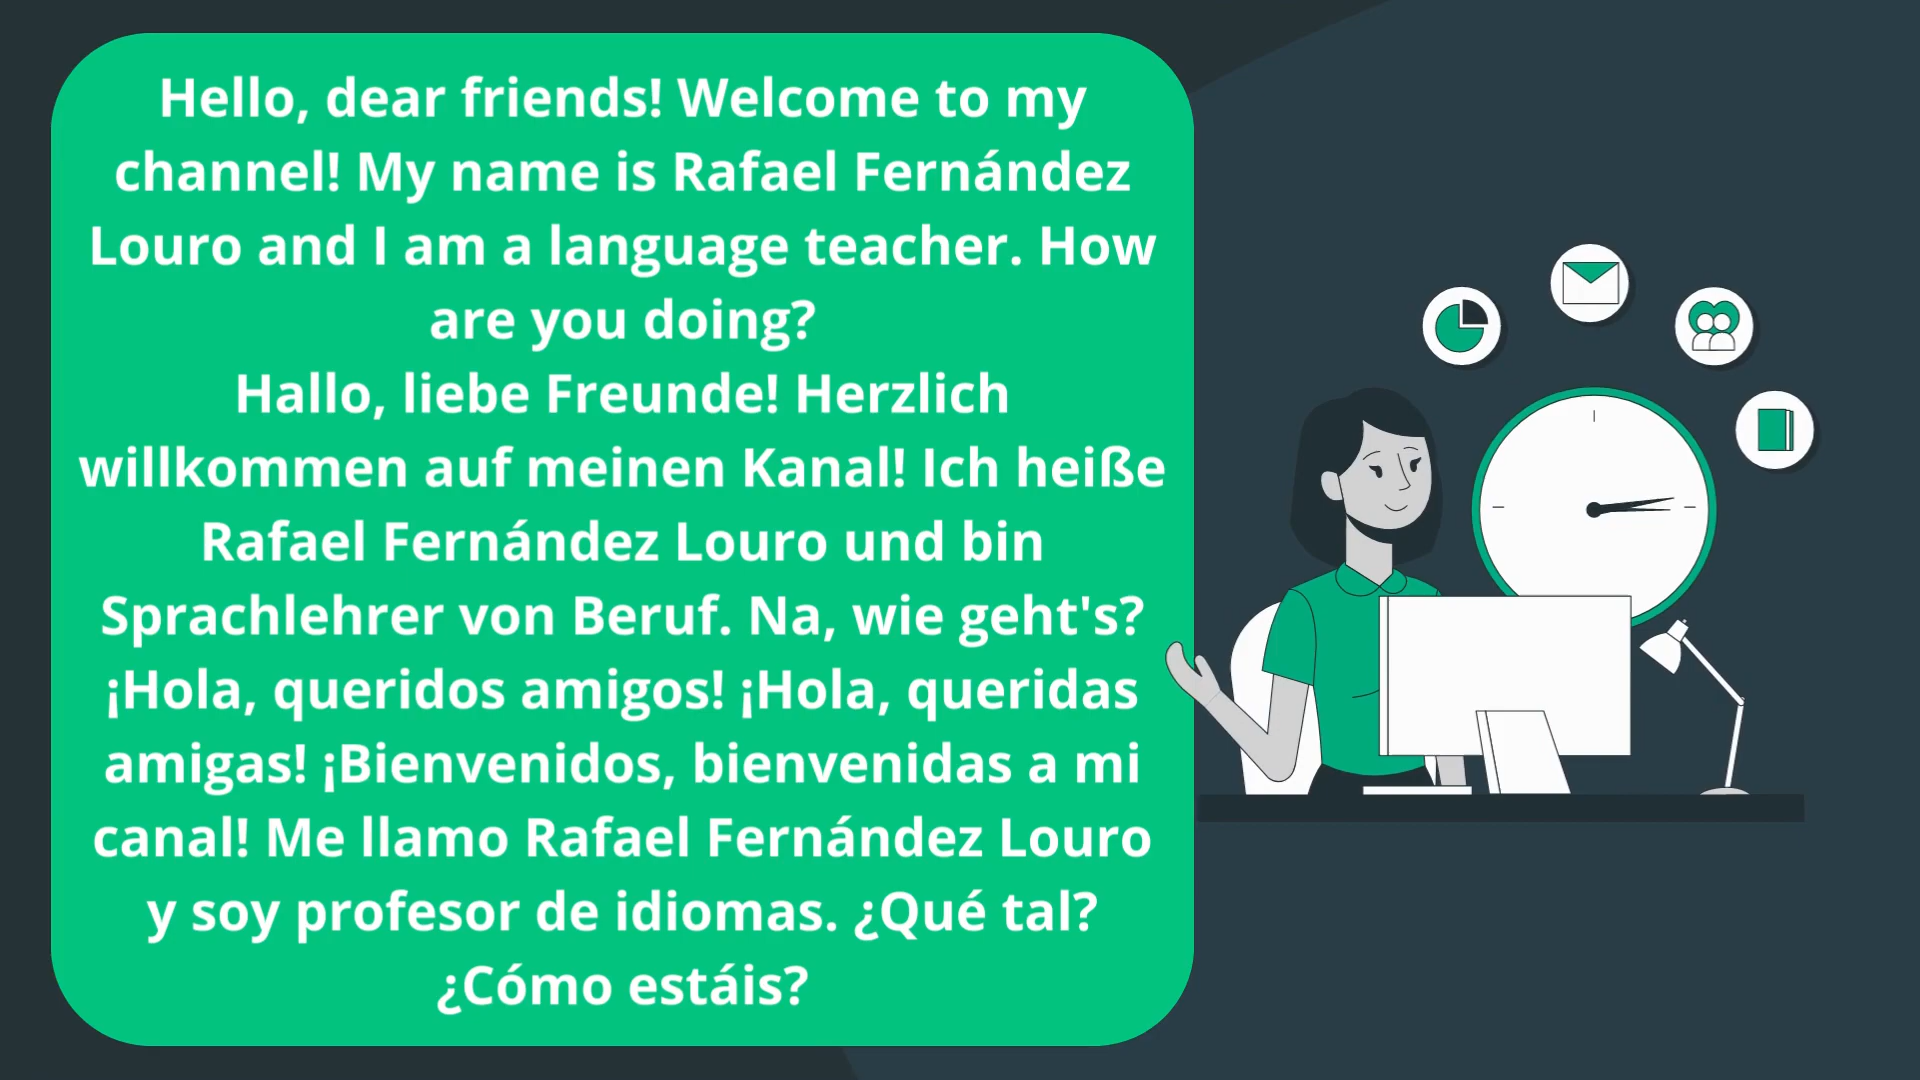 Hello, dear friends! Welcome to my
channel! My name is Rafael Fernández
Louro and I am a language teacher. How
are you doing?
Hallo, liebe Freunde! Herzlich
willkommen auf meinen Kanal! Ich heiße
Rafael Fernández Louro und bin
Sprachlehrer von Beruf. Na, wie geht's?
¡Hola, queridos amigos! ¡Hola, queridas
amigas! ¡Bienvenidos, bienvenidas a mi
canal! Me llamo Rafael Fernández Louro
y soy profesor de idiomas. ¿Qué tal?
¿Cómo estáis?